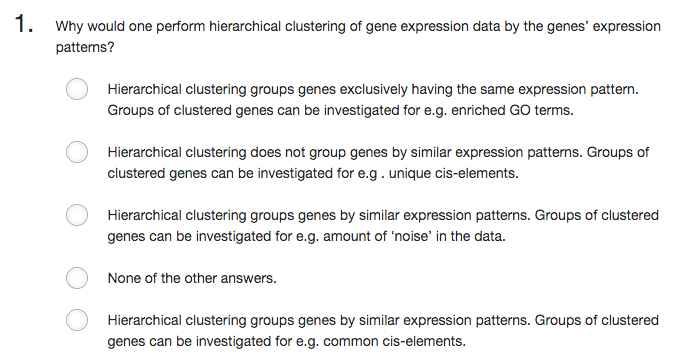 1. Why would one perform hierarchical clustering of gene expression data by the genes' expression
patterns?
Hierarchical clustering groups genes exclusively having the same expression pattern.
Groups of clustered genes can be investigated for e.g. enriched GO terms.
Hierarchical clustering does not group genes by similar expression patterns. Groups of
clustered genes can be investigated for e.g . unique cis-elements.
Hierarchical clustering groups genes by similar expression patterns. Groups of clustered
genes can be investigated for e.g. amount of 'noise' in the data.
None of the other answers.
Hierarchical clustering groups genes by similar expression patterns. Groups of clustered
genes can be investigated for e.g. common cis-elements.